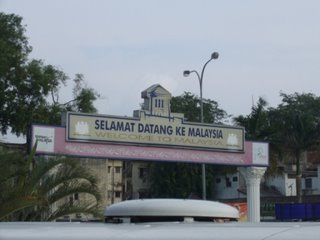 SELAMAT DATANG KE MALAYSIA
WELCOME TO MALAYSIA